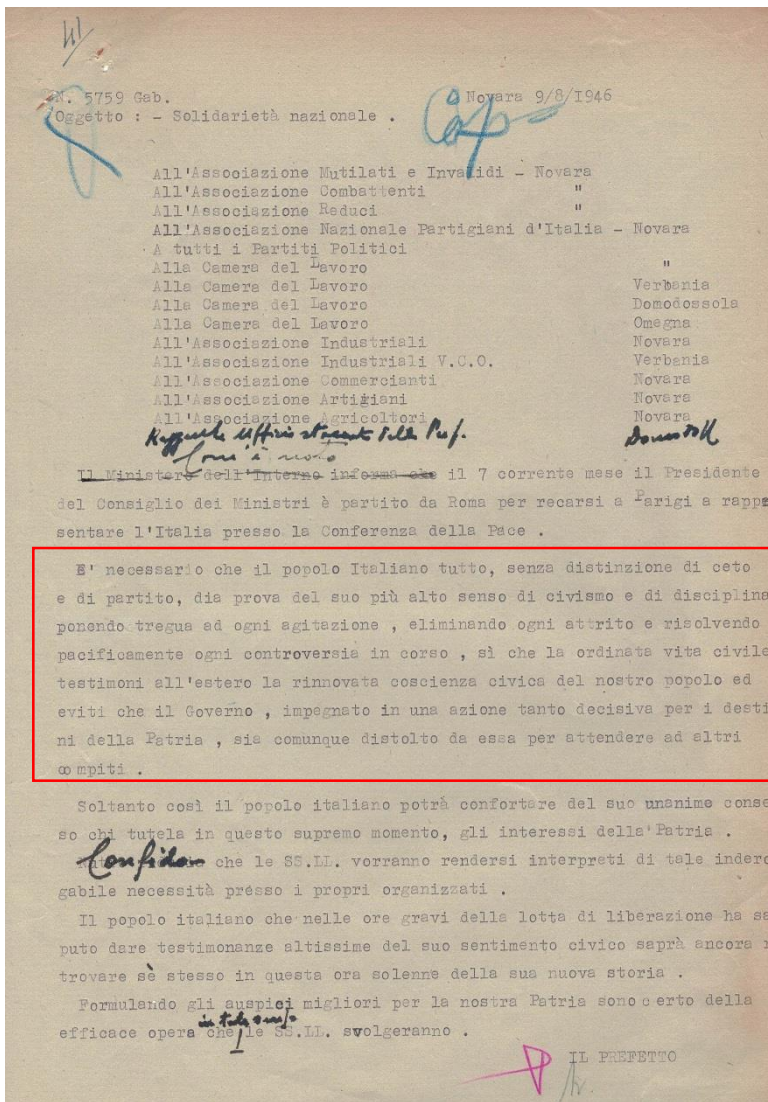 41
N. 5759 Gab. Novara 9/8/1946
Oggetto : - Solidarietà nazionale .
All'Associazione Mutilati e Invalidi - Novara
All'Associazione Combattenti "
All'Associazione Reduci "
All'Associazione Nazionale Partigiani d'Italia - Novara
A tutti i Partiti Politici
Alla Camera del Lavoro "
Alla Camera del Lavoro Verbania
Alla Camera del Lavoro Domodossola
Alla Camera del Lavoro Omegna
All'Associazione Industriali Novara
All'Associazione Industriali V.C.O. Verbania
All'Associazione Commercianti Novara
All'Associazione Artigiani Novara
All'Associazione Agricoltori Novara
Ufficio della Pref.
Com'è noto
Il Ministero dell'Interno informa che il 7 corrente mese il Presidente
del Consiglio dei Ministri è partito da Roma per recarsi a Parigi a rappre
sentare l'Italia presso la Conferenza della Pace .
E' necessario che il popolo Italiano tutto, senza distinzione di ceto
e di partito, dia prova del suo più alto senso di civismo e di disciplina
ponendo tregua ad ogni agitazione , eliminando ogni attrito e risolvendo
pacificamente ogni controversia in corso , sì che la ordinata vita civile
testimoni all'estero la rinnovata coscienza civica del nostro popolo ed
eviti che il Governo , impegnato in una azione tanto decisiva per i desti
ni della Patria , sia comunque distolto da essa per attendere ad altri
compiti .
Soltanto così il popolo italiano potrà confortare del suo unanime conse
so chi tutela in questo supremo momento, gli interessi della Patria .
Confido che le SS.LL. vorranno rendersi interpreti di tale indero
gabile necessità presso i propri organizzati .
Il popolo italiano che nelle ore gravi della lotta di liberazione ha sa
puto dare testimonanze altissime del suo sentimento civico saprà ancora r
trovare sè stesso in questa ora solenne della sua nuova storia .
Formulando gli auspici migliori per la nostra Patria sono certo della
in tale senso
efficace opera che le SS.LL. svolgeranno .
IL PREFETTO